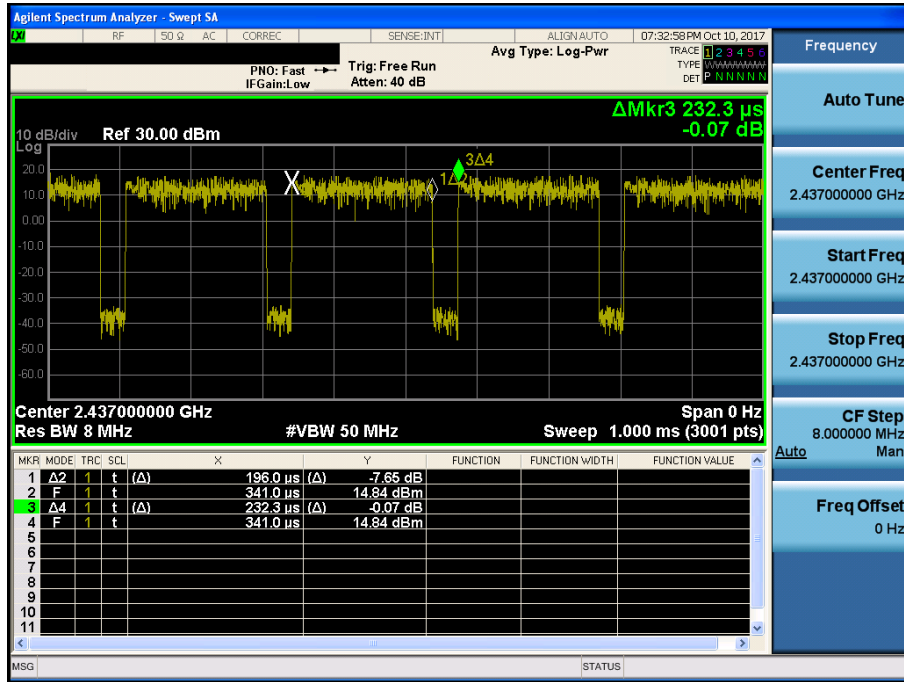 Agilent Spectrum Analyzer - Swept SA
LXI RF 50 Ω AC CORREC SENSE:INT ALIGN AUTO 07:32:58 PM Oct 10, 2017
Frequency
Avg Type: Log-Pwr
TRACE 1 2 3 4 5 6
TYPE
DET P N N N N N
PNO: Fast
IFGain:Low
Trig: Free Run
Atten: 40 dB
Auto Tune
ΔMkr3 232.3 µs
-0.07 dB
10 dB/div Ref 30.00 dBm
Log
3Δ4
1Δ2
20.0
10.0
0.00
-10.0
-20.0
-30.0
-40.0
-50.0
-60.0
Center Freq
2.437000000 GHz
Start Freq
2.437000000 GHz
Stop Freq
2.437000000 GHz
Center 2.437000000 GHz Span 0 Hz
Res BW 8 MHz #VBW 50 MHz Sweep 1.000 ms (3001 pts)
CF Step
8.000000 MHz
Auto Man
Freq Offset
0 Hz
MKR MODE TRC SCL X Y FUNCTION FUNCTION WIDTH FUNCTION VALUE
1 Δ2 1 t (Δ) 196.0 µs (Δ) -7.65 dB
2 F 1 t 341.0 µs 14.84 dBm
3 Δ4 1 t (Δ) 232.3 µs (Δ) -0.07 dB
4 F 1 t 341.0 µs 14.84 dBm
5
6
7
8
9
10
11
MSG STATUS